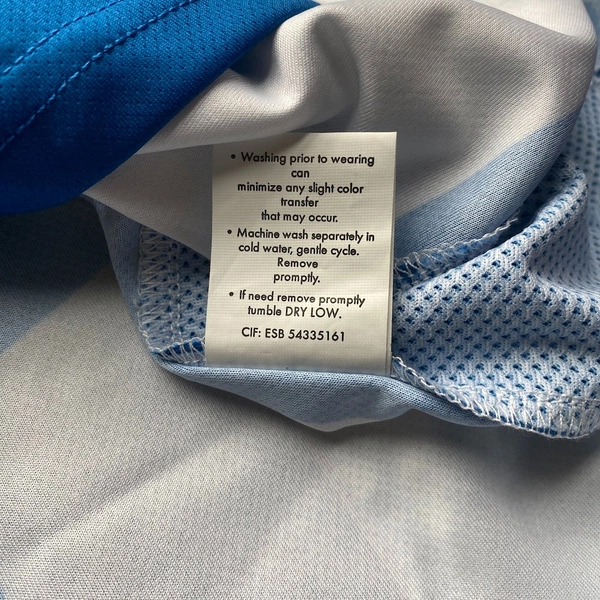 • Washing prior to wearing
can
minimize any slight color
transfer
that may occur.
• Machine wash separately in
cold water, gentle cycle.
Remove
promptly.
• If need remove promptly
tumble DRY LOW.
CIF: ESB 54335161